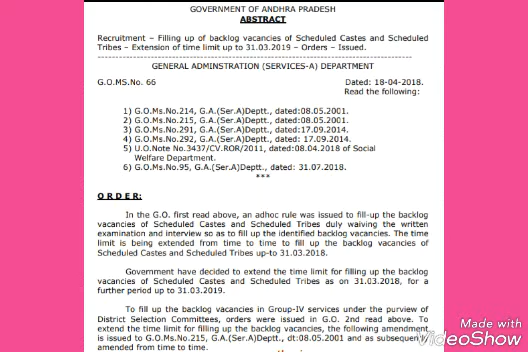 GOVERNMENT OF ANDHRA PRADESH
ABSTRACT
Recruitment – Filling up of backlog vacancies of Scheduled Castes and Scheduled
Tribes – Extension of time limit up to 31.03.2019 – Orders – Issued.
GENERAL ADMINSTRATION (SERVICES-A) DEPARTMENT
G.O.MS.No. 66 Dated: 18-04-2018.
Read the following:
1) G.O.Ms.No.214, G.A.(Ser.A)Deptt., dated:08.05.2001.
2) G.O.Ms.No.215, G.A.(Ser.A)Deptt., dated:08.05.2001.
3) G.O.Ms.No.291, G.A.(Ser.A)Deptt., dated:17.09.2014.
4) G.O.Ms.No.292, G.A.(Ser.A)Deptt., dated: 17.09.2014.
5) U.O.Note No.3437/CV.ROR/2011, dated:08.04.2018 of Social
Welfare Department.
6) G.O.Ms.No.95, G.A.(Ser.A)Deptt., dated: 31.07.2018.
***
O R D E R:
In the G.O. first read above, an adhoc rule was issued to fill-up the backlog
vacancies of Scheduled Castes and Scheduled Tribes duly waiving the written
examination and interview so as to fill up the identified backlog vacancies. The time
limit is being extended from time to time to fill up the backlog vacancies of
Scheduled Castes and Scheduled Tribes up-to 31.03.2018.
Government have decided to extend the time limit for filling up the backlog
vacancies of Scheduled Castes and Scheduled Tribes as on 31.03.2018, for
a further period up to 31.03.2019.
To fill up the backlog vacancies in Group-IV services under the purview of
District Selection Committees, orders were issued in G.O. 2nd read above. To
extend the time limit for filling up the backlog vacancies, the following amendment
is issued to G.O.Ms.No.215, G.A.(Ser.A)Deptt., dt:08.05.2001 and as subsequently
amended from time to time.
Made with
VideoShow